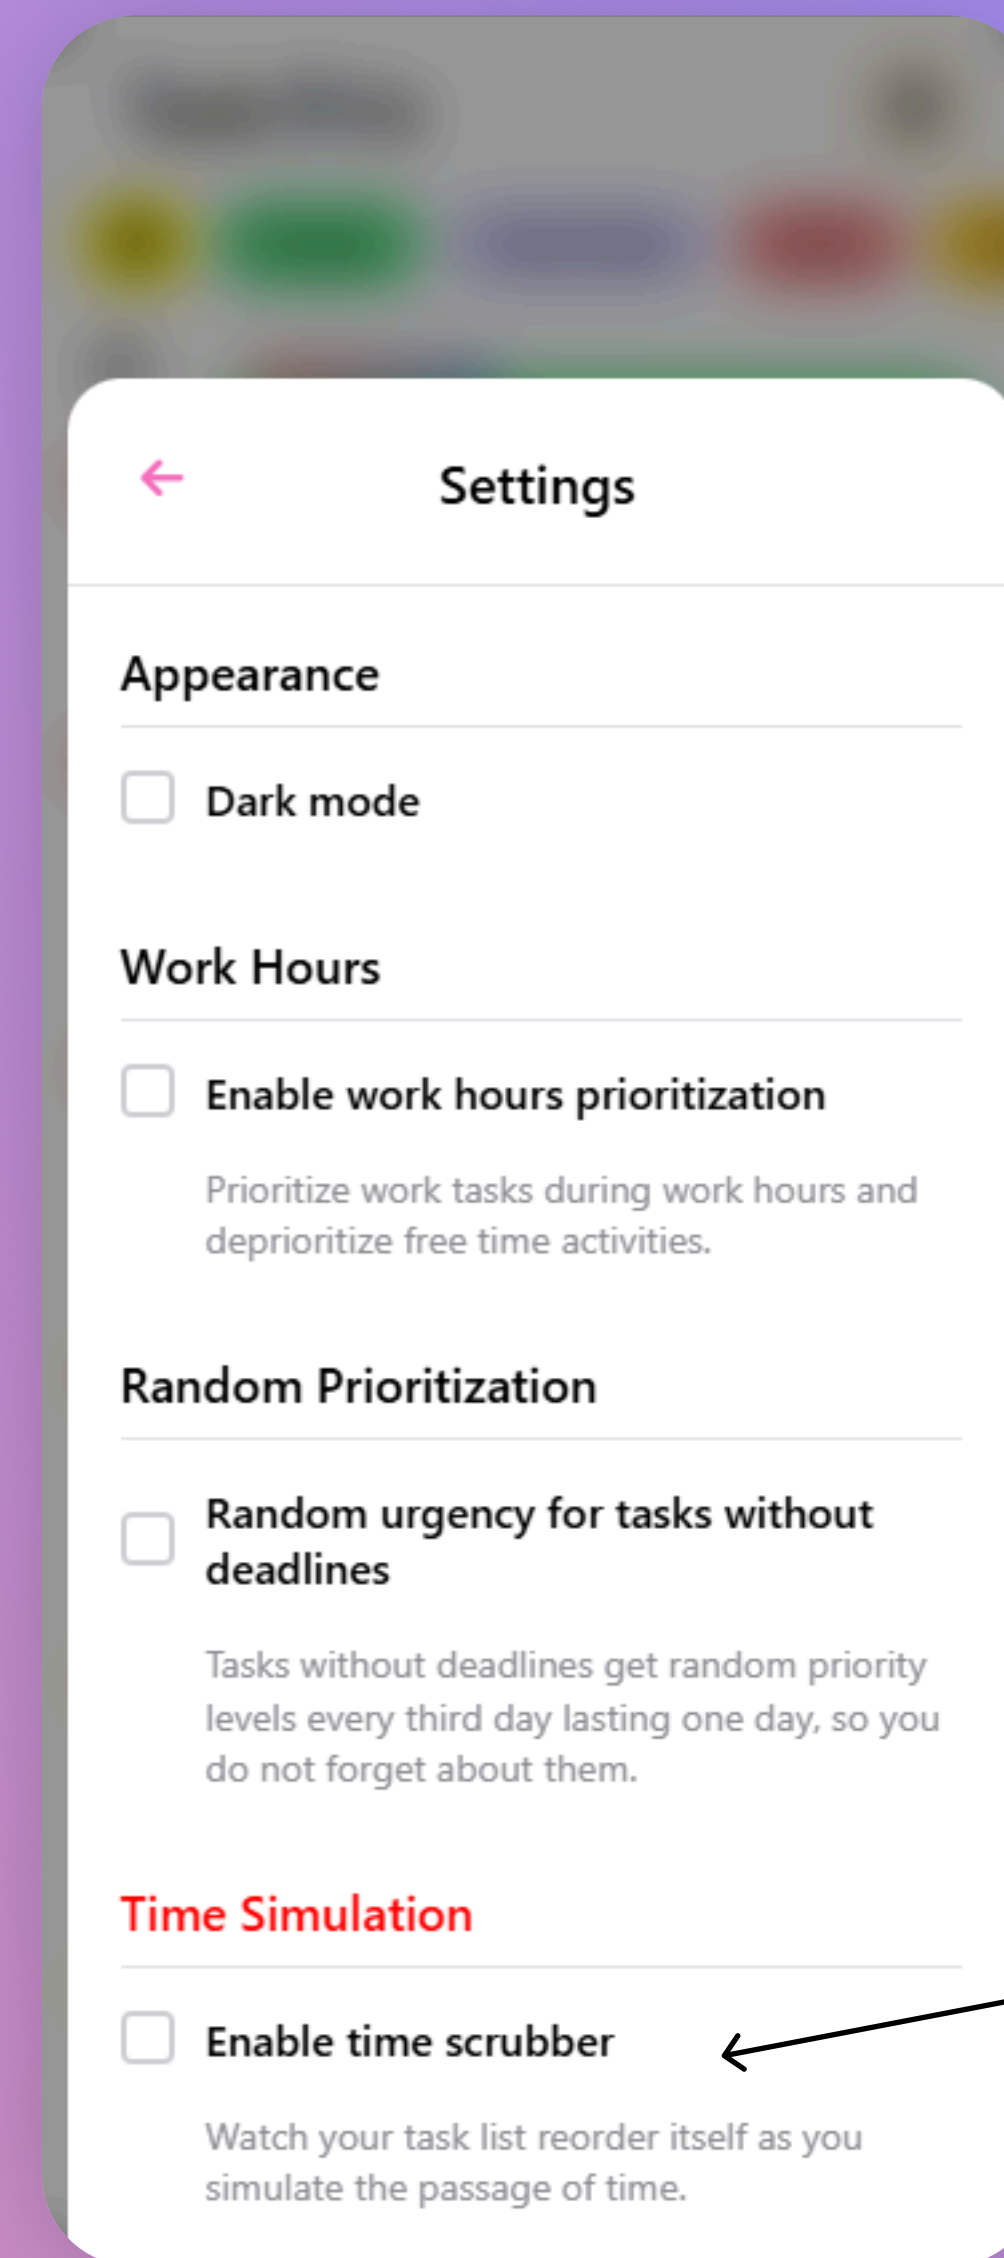 Settings
Appearance
Dark mode
Work Hours
Enable work hours prioritization
Prioritize work tasks during work hours and
deprioritize free time activities.
Random Prioritization
Random urgency for tasks without
deadlines
Tasks without deadlines get random priority
levels every third day lasting one day, so you
do not forget about them.
Time Simulation
Enable time scrubber
Watch your task list reorder itself as you
simulate the passage of time.